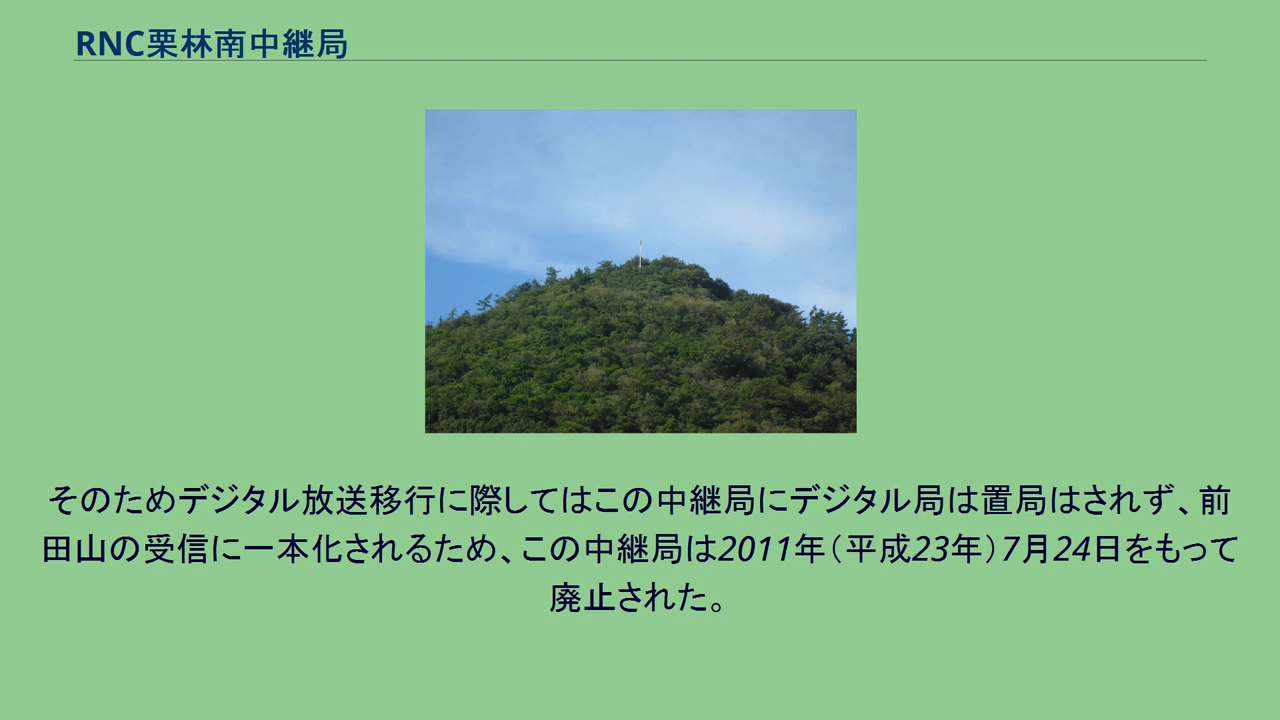 RNC栗林南中継局
そのためデジタル放送移行に際してはこの中継局にデジタル局は置局はされず、前
田山の受信に一本化されるため、この中継局は2011年（平成23年）7月24日をもって
廃止された。